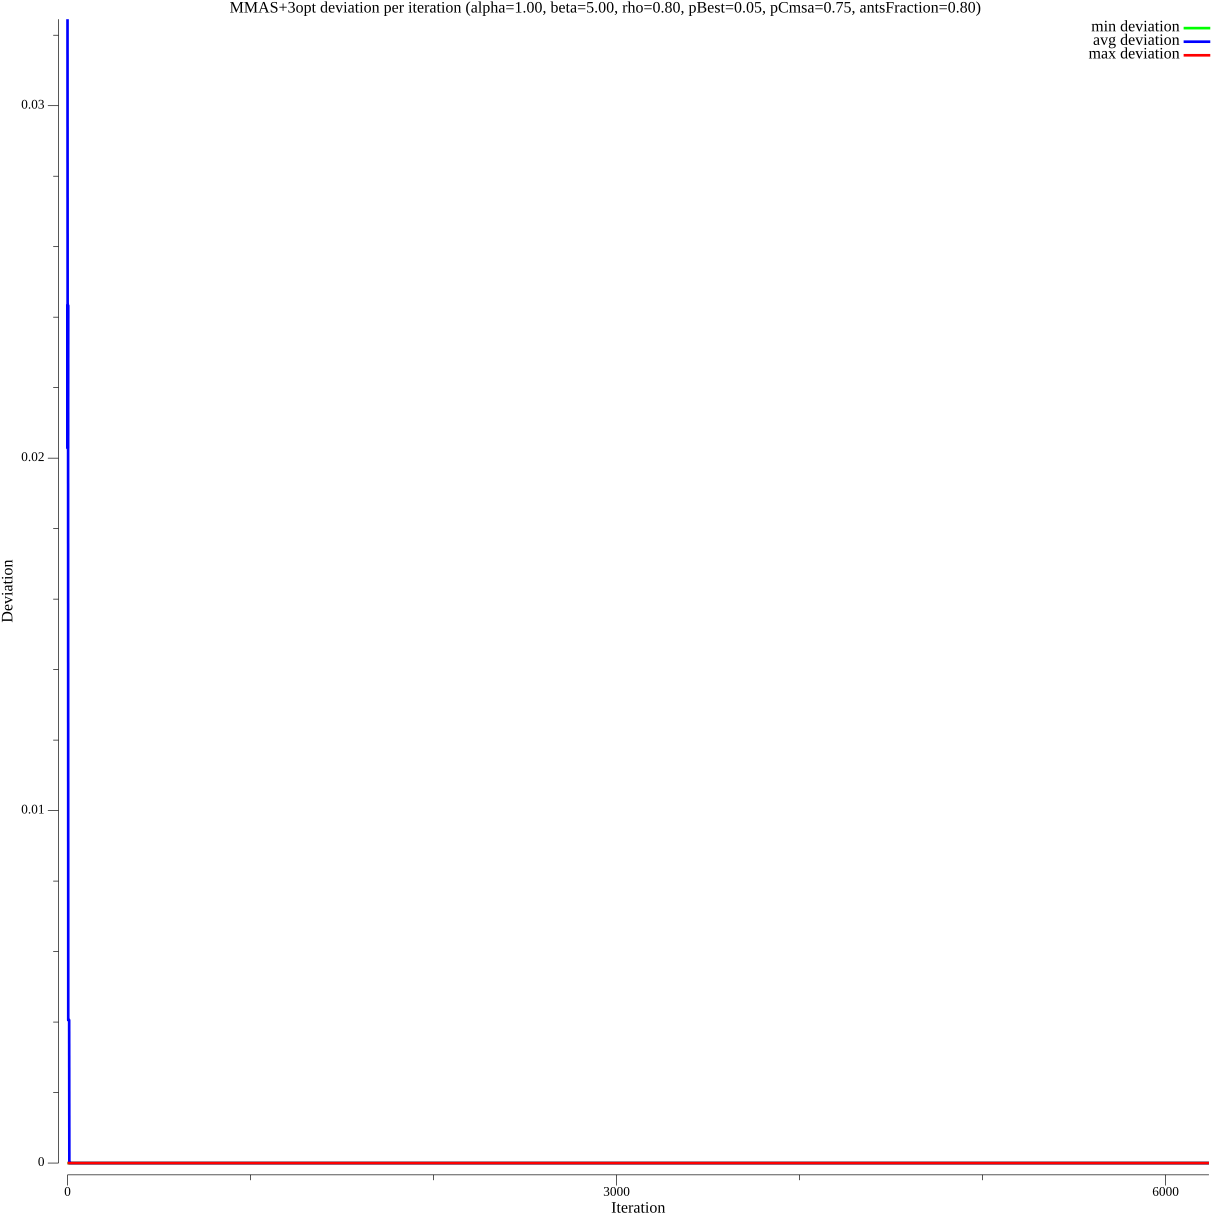 MMAS+3opt deviation per iteration (alpha=1.00, beta=5.00, rho=0.80, pBest=0.05, pCmsa=0.75, antsFraction=0.80)
min deviation
avg deviation
max deviation
0.03
0.02
0.01
0
Deviation
0
3000
6000
Iteration